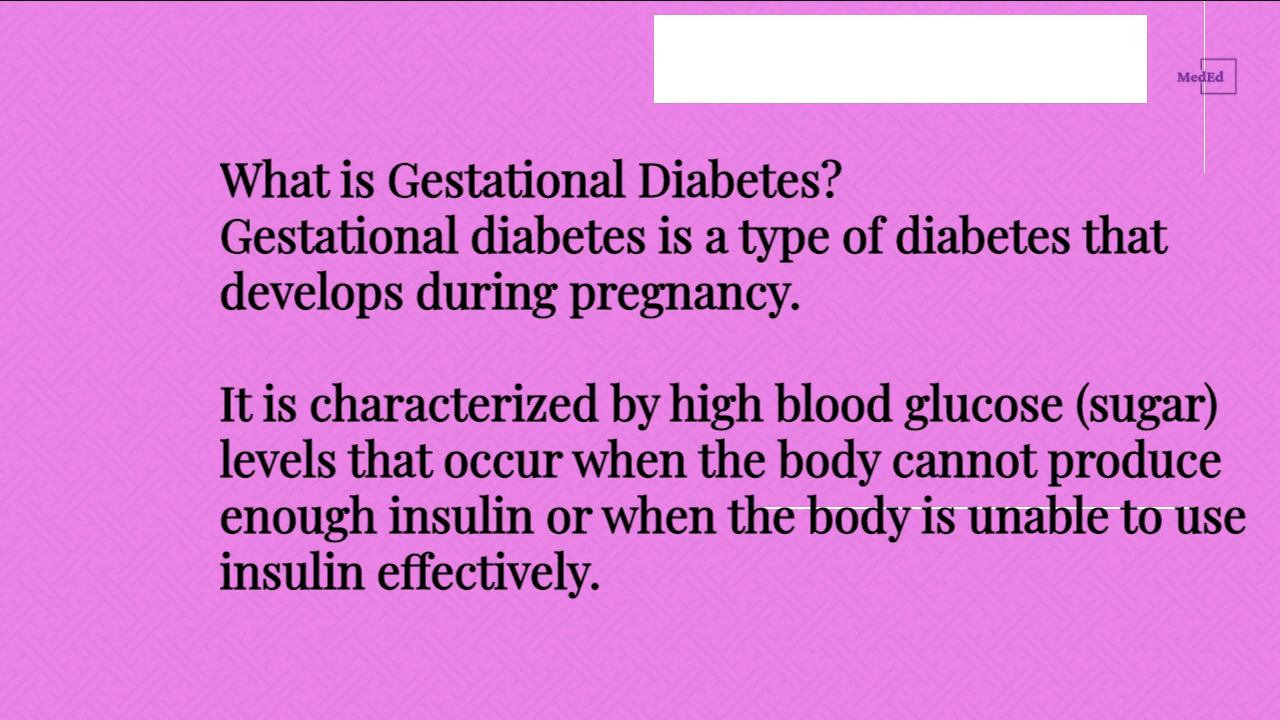 MedEd
What is Gestational Diabetes?
Gestational diabetes is a type of diabetes that
develops during pregnancy.
It is characterized by high blood glucose (sugar)
levels that occur when the body cannot produce
enough insulin or when the body is unable to use
insulin effectively.